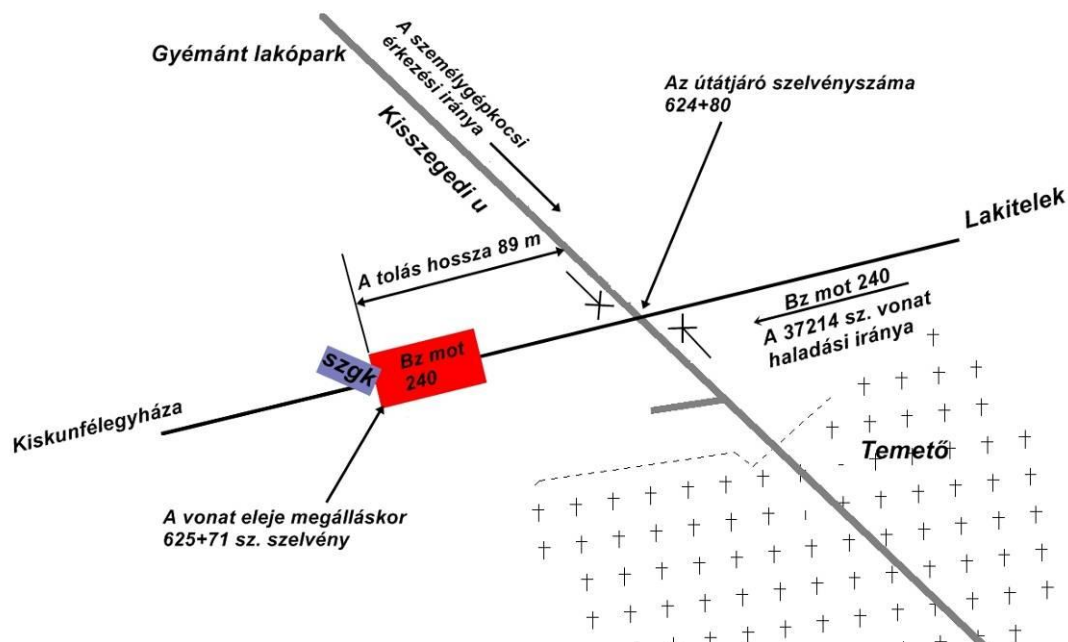 Gyémánt lakópark
A személygépkocsi
érkezési iránya
Kisszegedi u
Az útátjáró szelvényszáma
624+80
Lakitelek
A tolás hossza 89 m
Bz mot 240
A 37214 sz. vonat
haladási iránya
szgk
Bz mot
240
Kiskunfélegyháza
Temető
A vonat eleje megálláskor
625+71 sz. szelvény